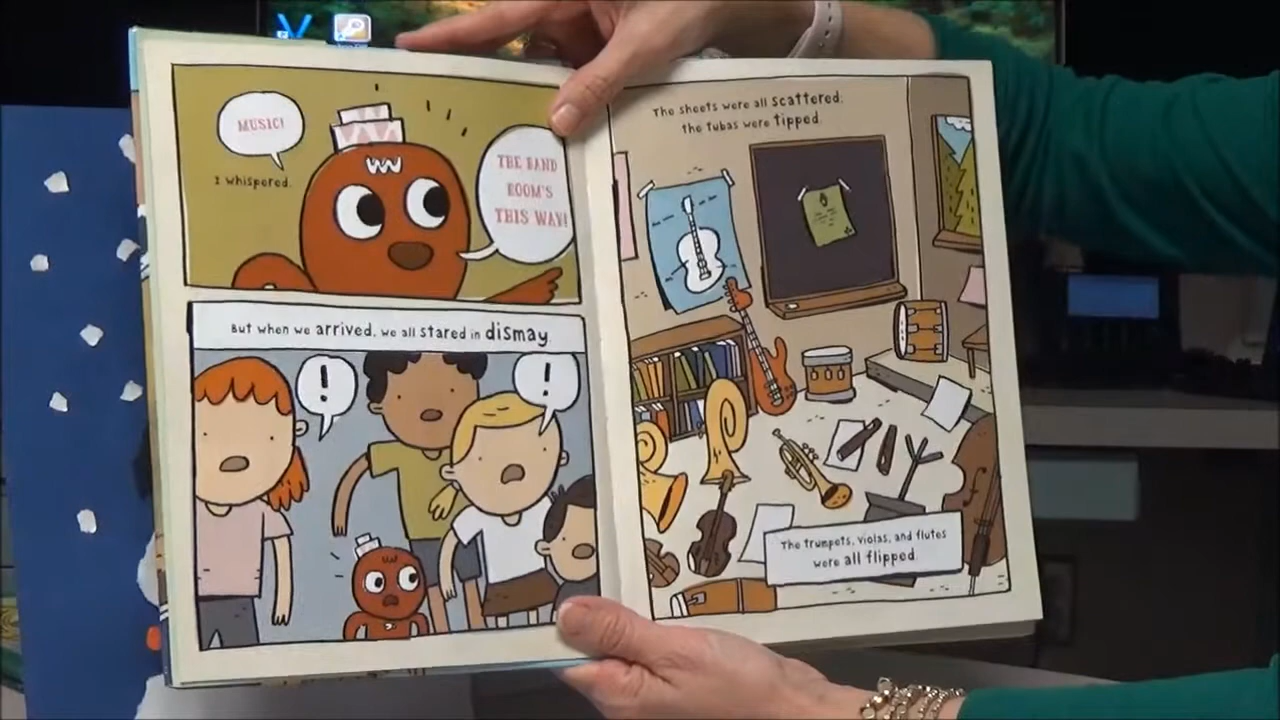 MUSIC!
I whispered.
THE BAND
ROOM'S
THIS WAY!
But when we arrived, we all stared in dismay.
!
!
The sheets were all scattered;
the tubas were tipped.
The trumpets, violas, and flutes
were all flipped.